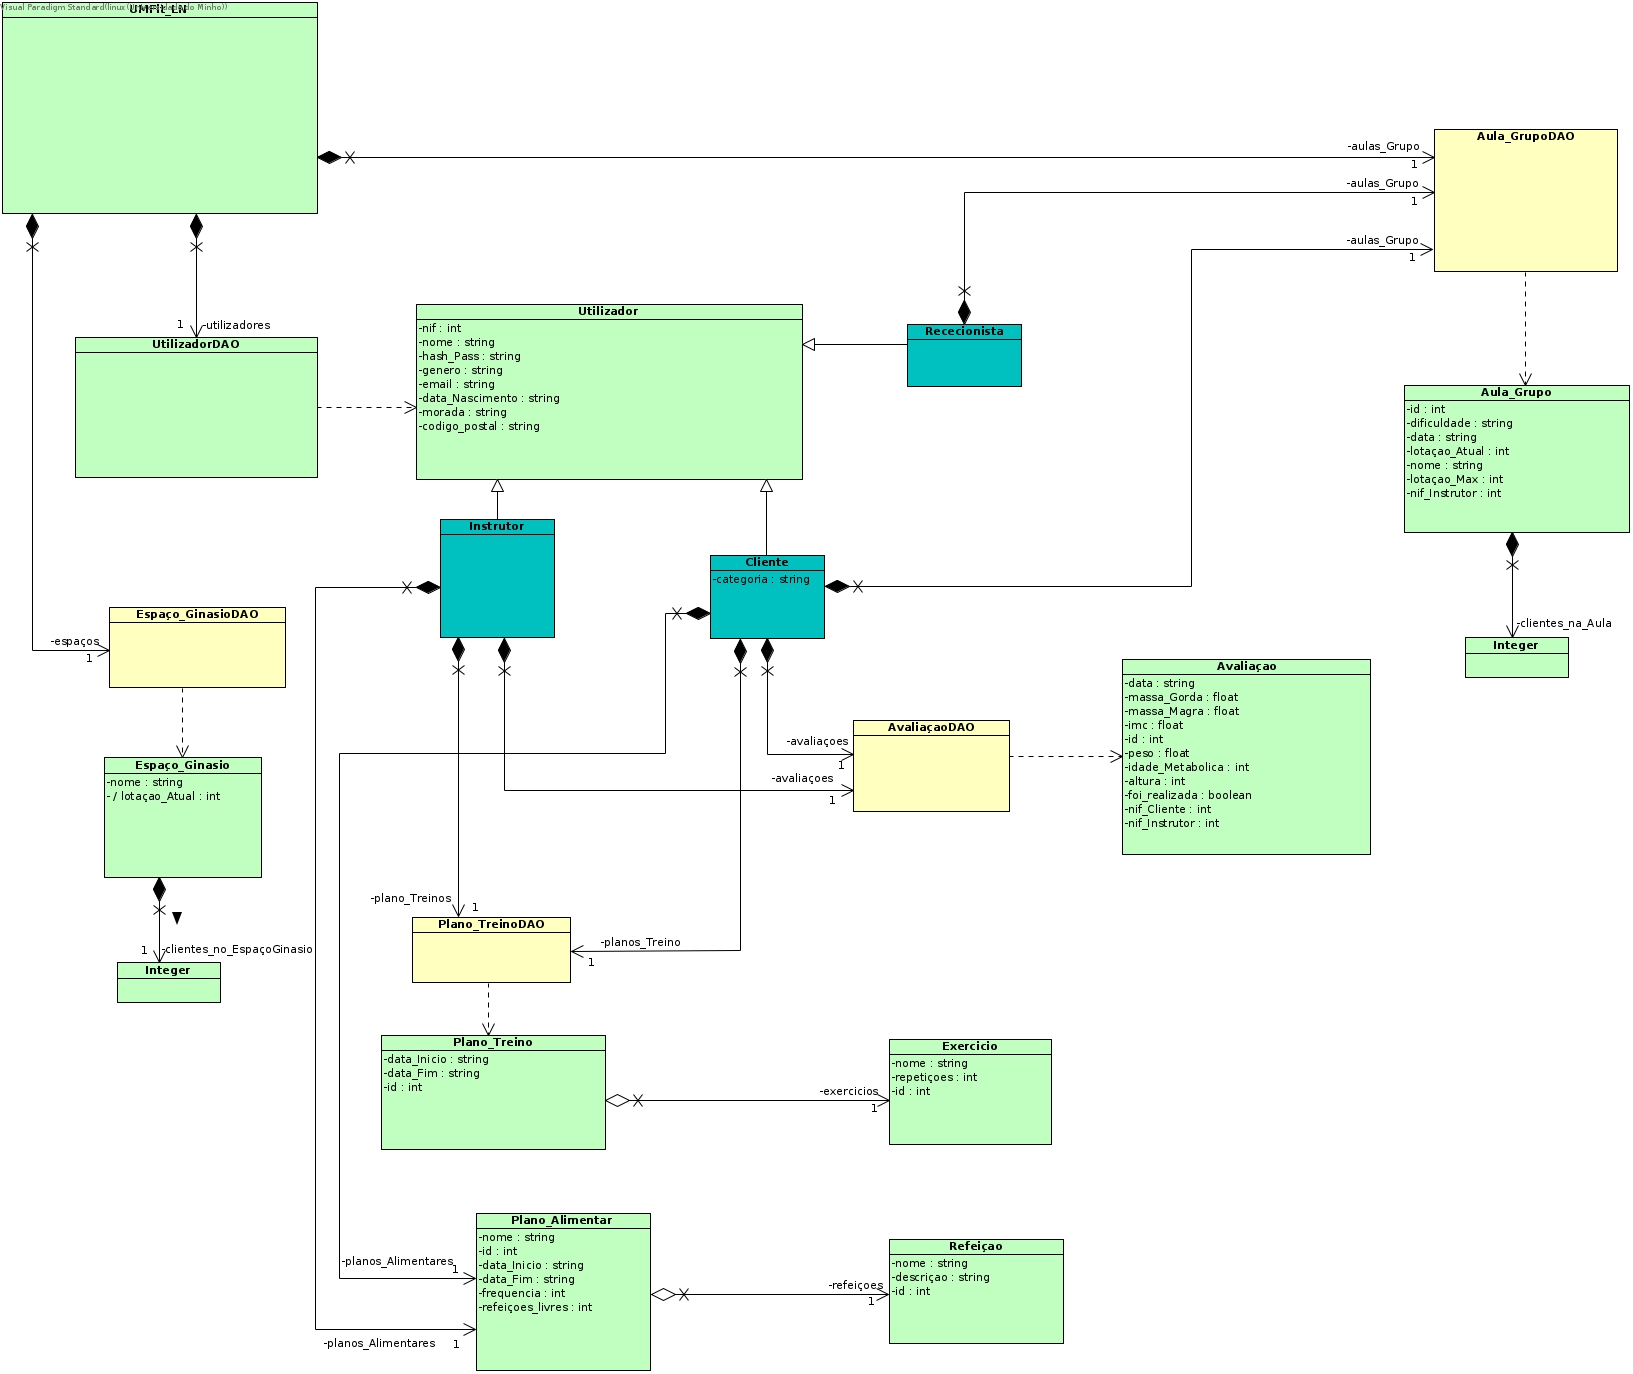 UMFit_LN
-aulas_Grupo
1
Aula_GrupoDAO
-aulas_Grupo
1
-aulas_Grupo
1
1
-utilizadores
UtilizadorDAO
Utilizador
-nif : int
-nome : string
-hash_Pass : string
-genero : string
-email : string
-data_Nascimento : string
-morada : string
-codigo_postal : string
Rececionista
Aula_Grupo
-id : int
-dificuldade : string
-data : string
-lotaçao_Atual : int
-nome : string
-lotaçao_Max : int
-nif_Instrutor : int
Instrutor
Cliente
-categoria : string
-clientes_na_Aula
Integer
-espaços
1
Espaço_GinasioDAO
Espaço_Ginasio
-nome : string
- / lotaçao_Atual : int
1
-clientes_no_EspaçoGinasio
Integer
-avaliaçoes
1
-avaliaçoes
1
AvaliaçaoDAO
Avaliaçao
-data : string
-massa_Gorda : float
-massa_Magra : float
-imc : float
-id : int
-peso : float
-idade_Metabolica : int
-altura : int
-foi_realizada : boolean
-nif_Cliente : int
-nif_Instrutor : int
-plano_Treinos
1
Plano_TreinoDAO
-planos_Treino
1
Plano_Treino
-data_Inicio : string
-data_Fim : string
-id : int
-exercicios
1
Exercicio
-nome : string
-repetiçoes : int
-id : int
-planos_Alimentares
1
-planos_Alimentares
1
Plano_Alimentar
-nome : string
-id : int
-data_Inicio : string
-data_Fim : string
-frequencia : int
-refeiçoes_livres : int
-refeiçoes
1
Refeiçao
-nome : string
-descriçao : string
-id : int